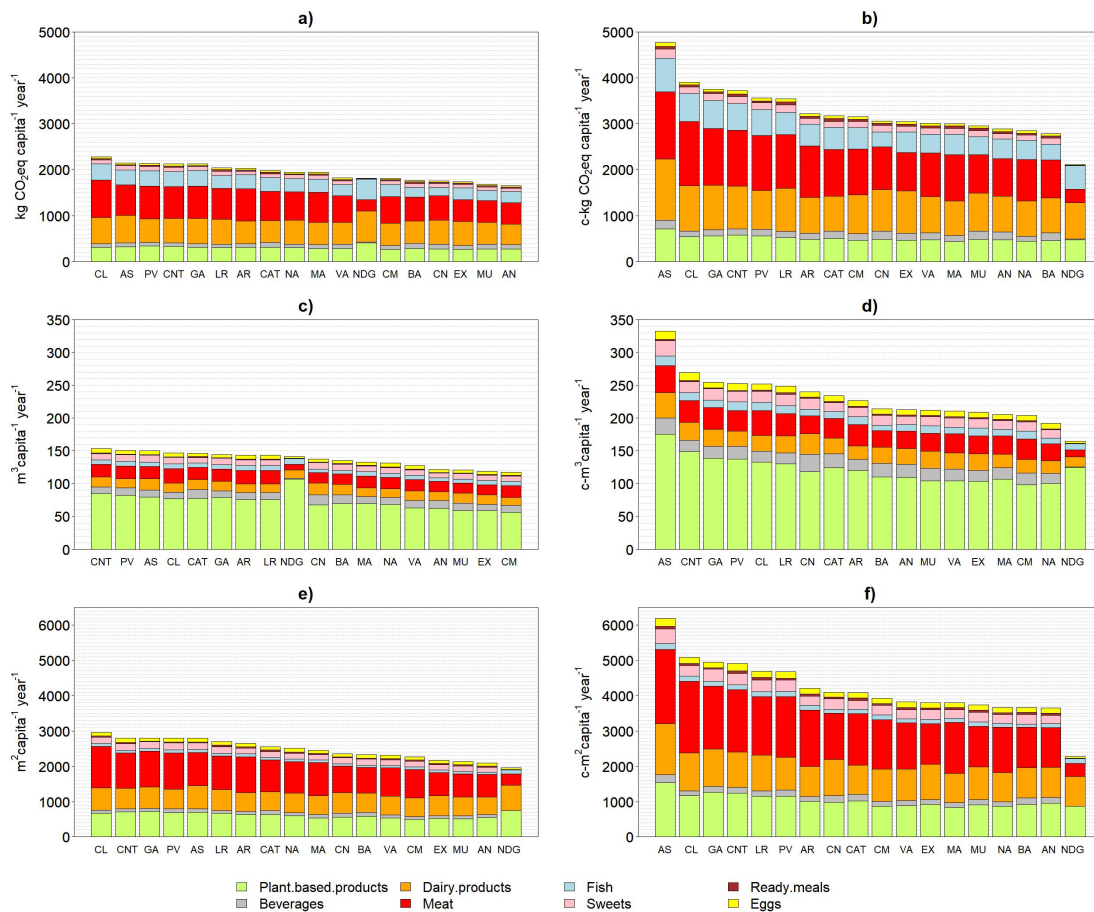 a)
b)
kg CO₂eq capita⁻¹ year⁻¹
5000
4000
3000
2000
1000
0
CL AS PV CNT GA LR AR CAT NA MA VA NDG CM BA CN EX MU AN
c-kg CO₂eq capita⁻¹ year⁻¹
5000
4000
3000
2000
1000
0
AS CL GA CNT PV LR AR CAT CM CN EX VA MA MU AN NA BA NDG
c)
d)
m³capita⁻¹ year⁻¹
350
300
250
200
150
100
50
0
CNT PV AS CL CAT GA AR LR NDG CN BA MA NA VA AN MU EX CM
c-m³capita⁻¹ year⁻¹
350
300
250
200
150
100
50
0
AS CNT GA PV CL LR CN CAT AR BA AN MU VA EX MA CM NA NDG
e)
f)
m²capita⁻¹ year⁻¹
6000
5000
4000
3000
2000
1000
0
CL CNT GA PV AS LR AR CAT NA MA CN BA VA CM EX MU AN NDG
c-m²capita⁻¹ year⁻¹
6000
5000
4000
3000
2000
1000
0
AS CL GA CNT LR PV AR CN CAT CM VA EX MA MU NA BA AN NDG
Plant.based.products Dairy.products Fish Ready.meals
Beverages Meat Sweets Eggs